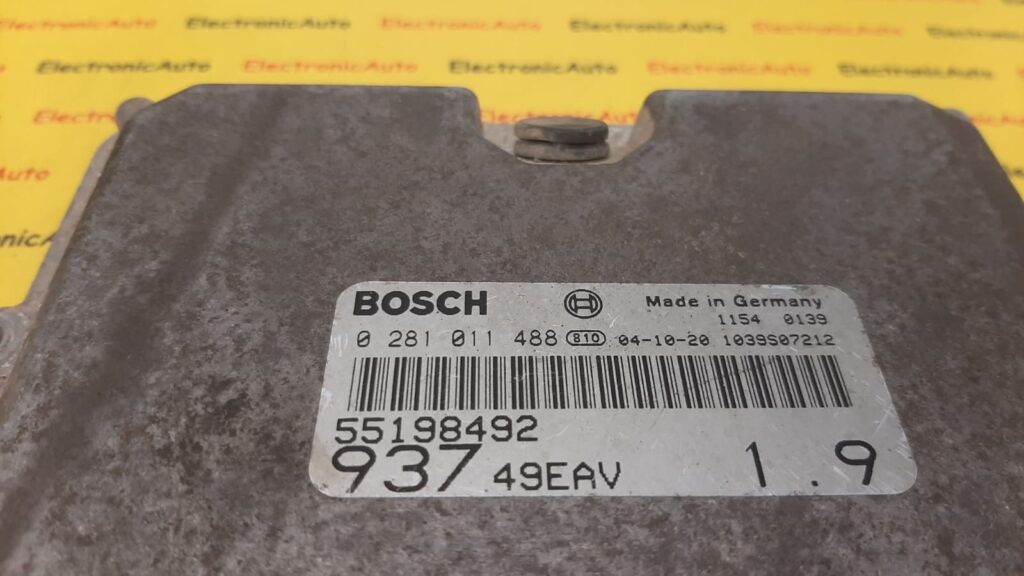 ElectronicAuto ElectronicAuto ElectronicAuto ElectronicAuto
ElectronicAuto ElectronicAuto ElectronicAuto ElectronicAuto ElectronicAuto
ElectronicAuto
BOSCH Made in Germany
1154 0139
0 281 011 488 810 04-10-20 1039S07212
55198492
937 49EAV 1.9